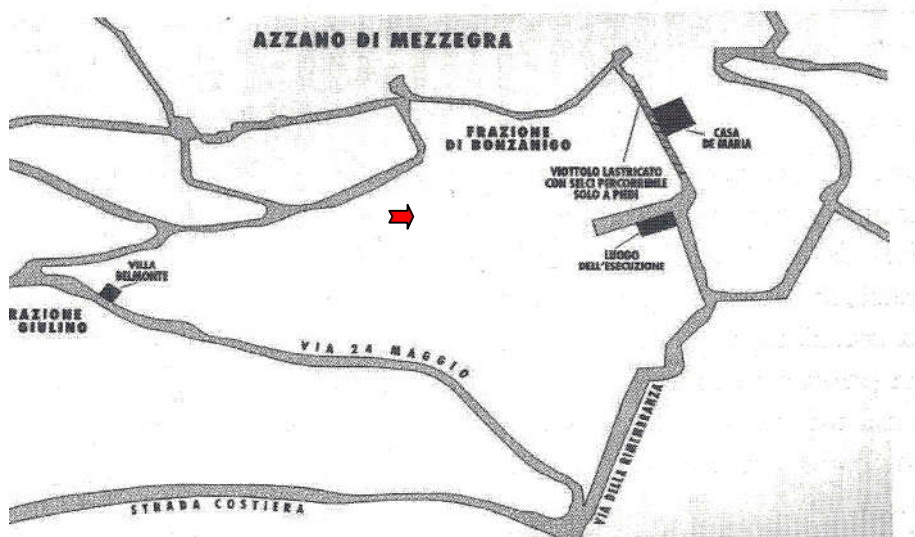 AZZANO DI MEZZEGRA
FRAZIONE
DI BONZANIGO
CASA
DE MARIA
VIOTTOLO LASTRICATO
CON SELCI PERCORRIBILE
SOLO A PIEDI
LUOGO
DELL'ESECUZIONE
VILLA
BELMONTE
RAZIONE
GIULINO
VIA 24 MAGGIO
VIA DELLA RIMEMBRANZA
STRADA COSTIERA